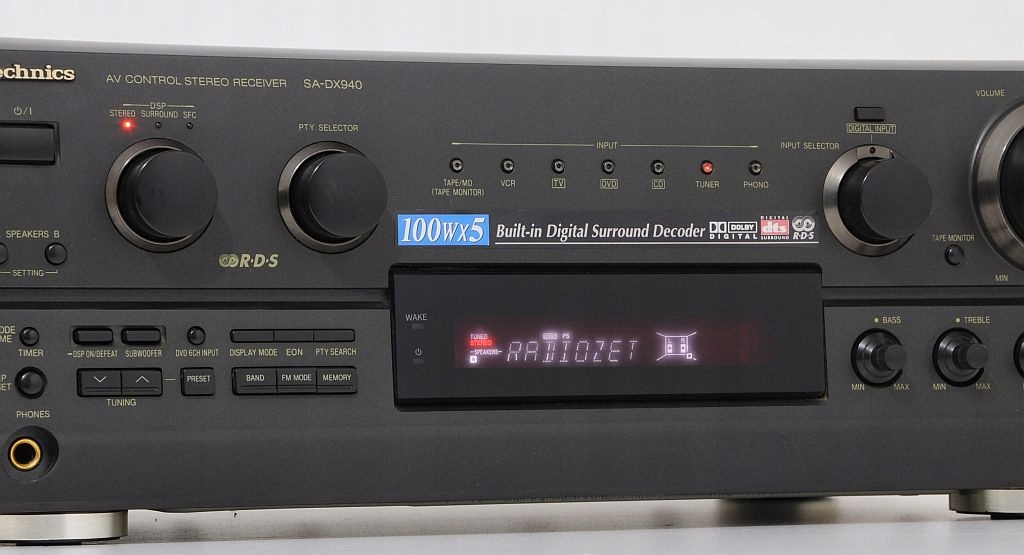 echnics
AV CONTROL STEREO RECEIVER SA-DX940
VOLUME
⏻/I
DSP
STEREO SURROUND SFC
PTY SELECTOR
INPUT
DIGITAL INPUT
INPUT SELECTOR
TAPE/MD
(TAPE MONITOR)
VCR
TV
DVD
CD
TUNER
PHONO
100WX5 Built-in Digital Surround Decoder
DOLBY
DIGITAL
DIGITAL
dts
SURROUND
R·D·S
SPEAKERS B
SETTING
R·D·S
TAPE MONITOR
MIN
WAKE
⏻
TUNED
STEREO
PS
SPEAKERS
A
RADIOZET
BASS
TREBLE
MIN MAX
MIN MAX
ODE
ME
TIMER
–DSP ON/DEFEAT
SUBWOOFER
DVD 6CH INPUT
DISPLAY MODE
EON
PTY SEARCH
P
ET
TUNING
PRESET
BAND
FM MODE
MEMORY
PHONES